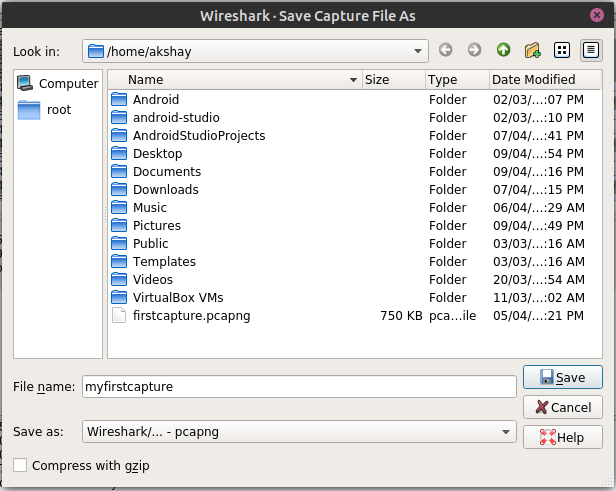 Wireshark · Save Capture File As
Look in: /home/akshay
Computer
root
Name Size Type Date Modified
Android Folder 02/03/...:07 PM
android-studio Folder 02/03/...:10 PM
AndroidStudioProjects Folder 07/04/...:41 PM
Desktop Folder 09/04/...:54 PM
Documents Folder 09/04/...:16 PM
Downloads Folder 07/04/...:15 PM
Music Folder 06/04/...:29 AM
Pictures Folder 09/04/...:49 PM
Public Folder 03/03/...:16 AM
Templates Folder 03/03/...:16 AM
Videos Folder 20/03/...:54 AM
VirtualBox VMs Folder 11/03/...:02 AM
firstcapture.pcapng 750 KB pca...ile 05/04/...:21 PM
File name: myfirstcapture
Save
Cancel
Save as: Wireshark/... - pcapng
Help
Compress with gzip